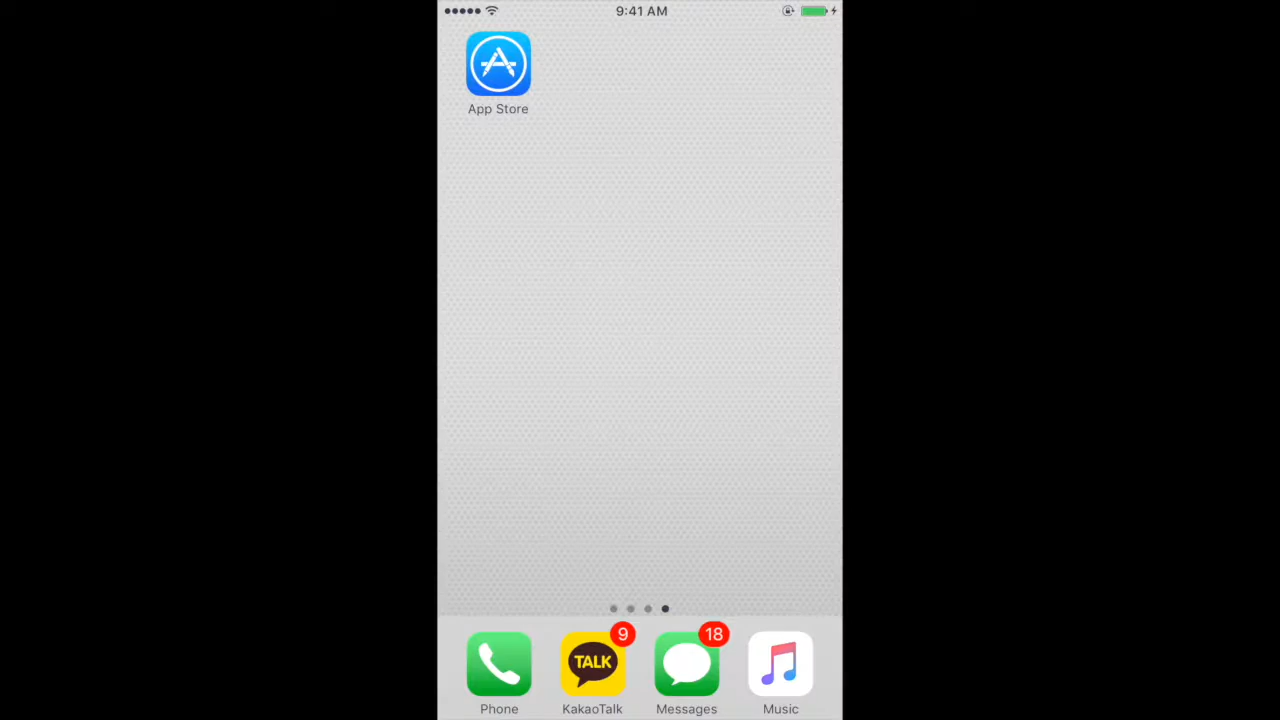 9:41 AM
App Store
9
18
TALK
Phone
KakaoTalk
Messages
Music